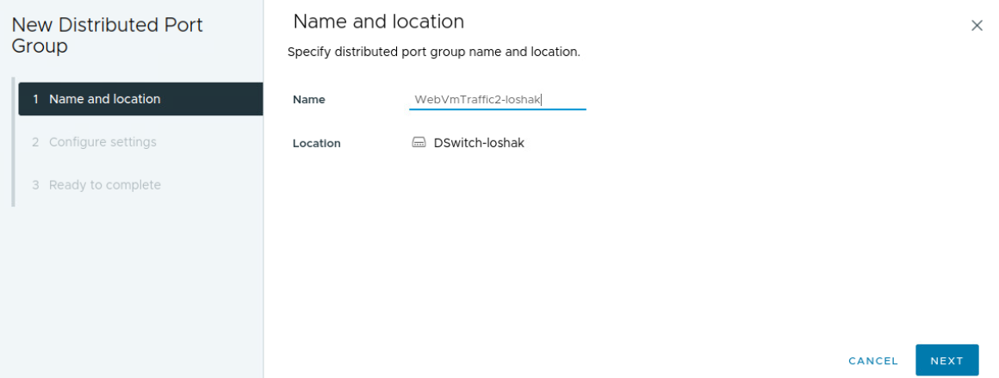 New Distributed Port
Group
1 Name and location
2 Configure settings
3 Ready to complete
Name and location
Specify distributed port group name and location.
Name WebVmTraffic2-loshak
Location DSwitch-loshak
CANCEL NEXT